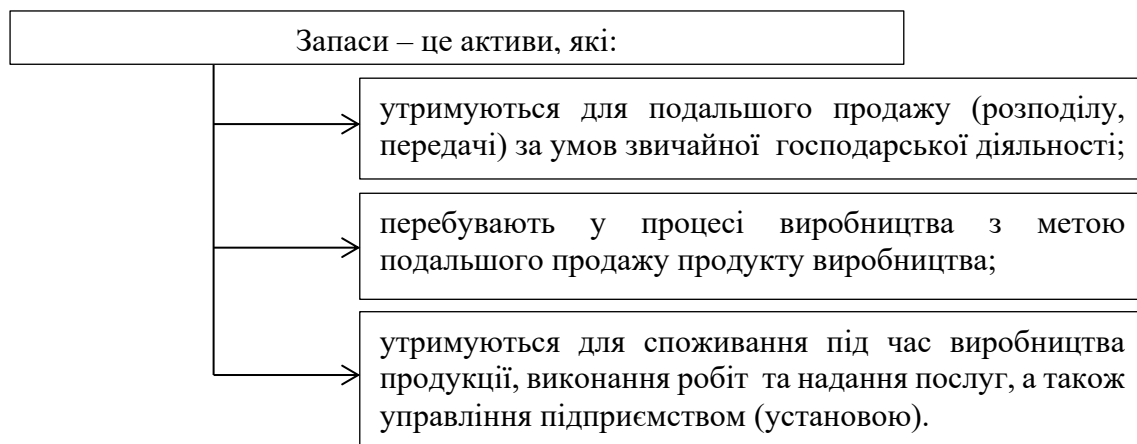 Запаси – це активи, які:
утримуються для подальшого продажу (розподілу,
передачі) за умов звичайної господарської діяльності;
перебувають у процесі виробництва з метою
подальшого продажу продукту виробництва;
утримуються для споживання під час виробництва
продукції, виконання робіт та надання послуг, а також
управління підприємством (установою).